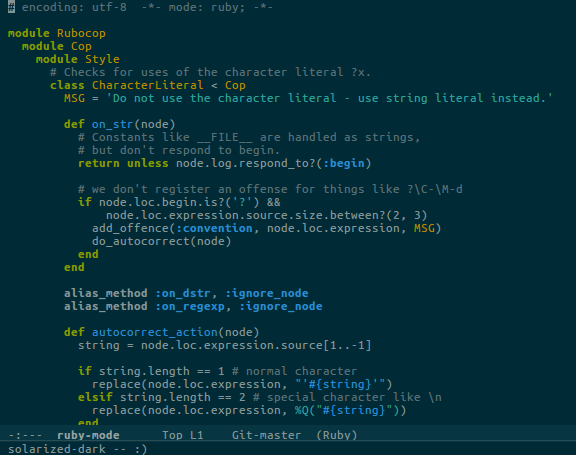 # encoding: utf-8  -*- mode: ruby; -*-

module Rubocop
  module Cop
    module Style
      # Checks for uses of the character literal ?x.
      class CharacterLiteral < Cop
        MSG = 'Do not use the character literal - use string literal instead.'

        def on_str(node)
          # Constants like __FILE__ are handled as strings,
          # but don't respond to begin.
          return unless node.log.respond_to?(:begin)

          # we don't register an offense for things like ?\C-\M-d
          if node.loc.begin.is?('?') &&
              node.loc.expression.source.size.between?(2, 3)
            add_offence(:convention, node.loc.expression, MSG)
            do_autocorrect(node)
          end
        end

        alias_method :on_dstr, :ignore_node
        alias_method :on_regexp, :ignore_node

        def autocorrect_action(node)
          string = node.loc.expression.source[1..-1]

          if string.length == 1 # normal character
            replace(node.loc.expression, "'#{string}'")
          elsif string.length == 2 # special character like \n
            replace(node.loc.expression, %Q("#{string}"))
          end
-:---  ruby-mode      Top L1    Git-master  (Ruby)
solarized-dark -- :)